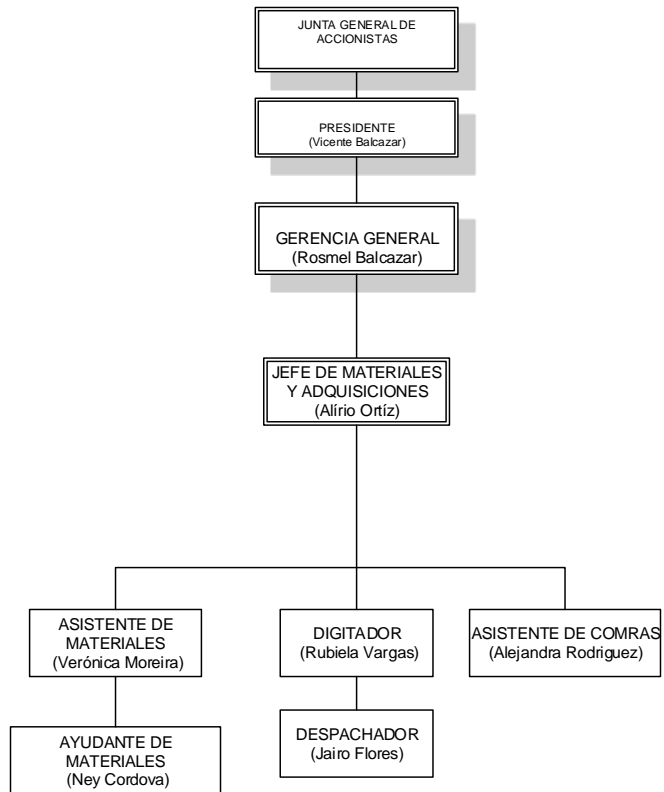 JUNTA GENERAL DE
ACCIONISTAS
PRESIDENTE
(Vicente Balcazar)
GERENCIA GENERAL
(Rosmel Balcazar)
JEFE DE MATERIALES
Y ADQUISICIONES
(Alírio Ortíz)
ASISTENTE DE
MATERIALES
(Verónica Moreira)
DIGITADOR
(Rubiela Vargas)
ASISTENTE DE COMRAS
(Alejandra Rodriguez)
AYUDANTE DE
MATERIALES
(Ney Cordova)
DESPACHADOR
(Jairo Flores)